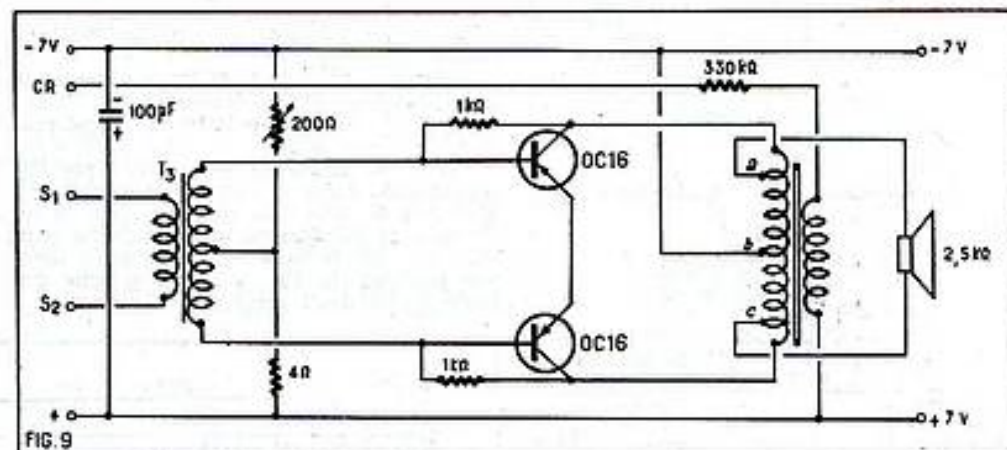 -7V
-7V
CR
330kΩ
100µF
200Ω
1kΩ
OC16
T3
a
S1
b
2,5kΩ
S2
c
OC16
4Ω
1kΩ
+
+7V
FIG.9